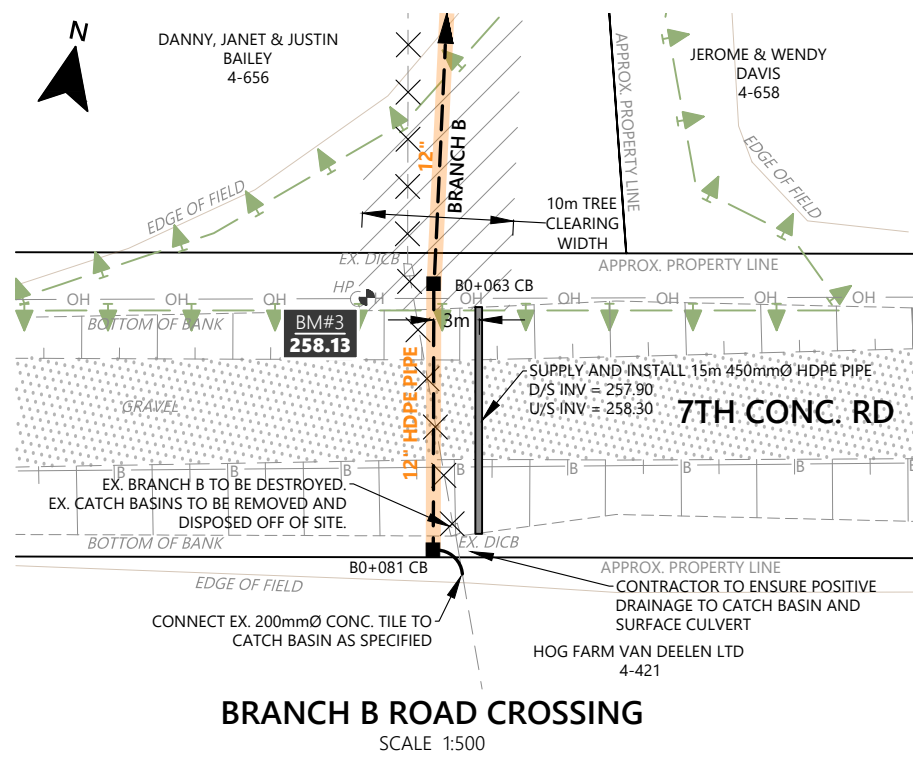 N
DANNY, JANET & JUSTIN
BAILEY
4-656
JEROME & WENDY
DAVIS
4-658
APPROX. PROPERTY LINE
EDGE OF FIELD
EDGE OF FIELD
12"
BRANCH B
10m TREE
CLEARING
WIDTH
EX. DICB
APPROX. PROPERTY LINE
HP
B0+063 CB
OH
OH
OH
OH
OH
OH
OH
OH
BOTTOM OF BANK
BM#3
258.13
3m
SUPPLY AND INSTALL 15m 450mmØ HDPE PIPE
D/S INV = 257.90
U/S INV = 258.30
GRAVEL
7TH CONC. RD
12" HDPE PIPE
B
B
B
B
B
EX. BRANCH B TO BE DESTROYED.
EX. CATCH BASINS TO BE REMOVED AND
DISPOSED OFF OF SITE.
BOTTOM OF BANK
EX. DICB
B0+081 CB
APPROX. PROPERTY LINE
EDGE OF FIELD
CONTRACTOR TO ENSURE POSITIVE
DRAINAGE TO CATCH BASIN AND
SURFACE CULVERT
CONNECT EX. 200mmØ CONC. TILE TO
CATCH BASIN AS SPECIFIED
HOG FARM VAN DEELEN LTD
4-421
BRANCH B ROAD CROSSING
SCALE 1:500